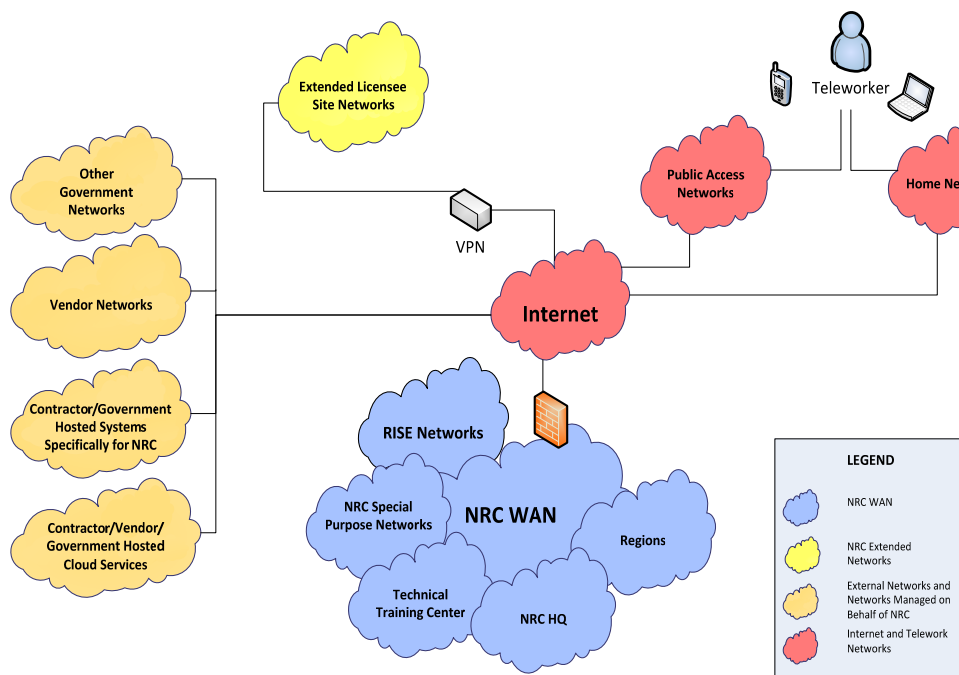 Extended Licensee
Site Networks
Teleworker
Other
Government
Networks
Public Access
Networks
Home Ne
VPN
Vendor Networks
Internet
Contractor/Government
Hosted Systems
Specifically for NRC
RISE Networks
NRC Special
Purpose Networks
NRC WAN
Regions
Contractor/Vendor/
Government Hosted
Cloud Services
Technical
Training Center
NRC HQ
LEGEND
NRC WAN
NRC Extended
Networks
External Networks and
Networks Managed on
Behalf of NRC
Internet and Telework
Networks